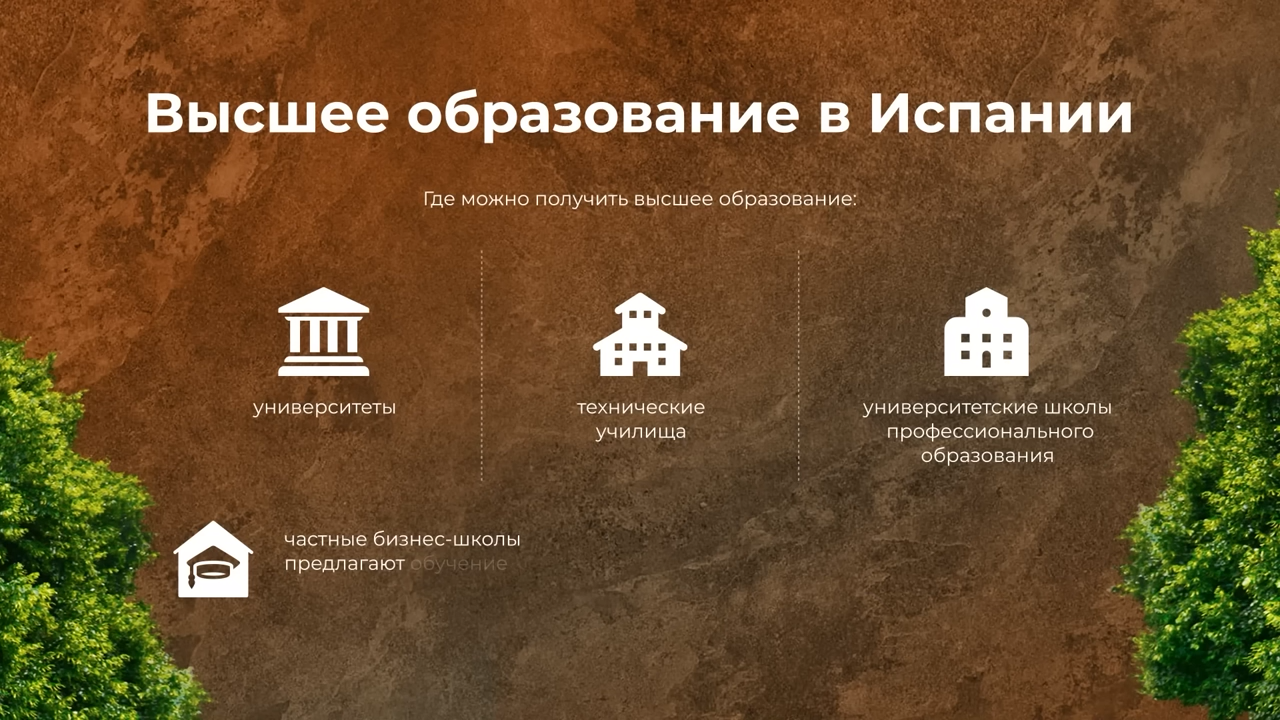 Высшее образование в Испании
Где можно получить высшее образование:
университеты
технические
училища
университетские школы
профессионального
образования
частные бизнес-школы
предлагают обучение